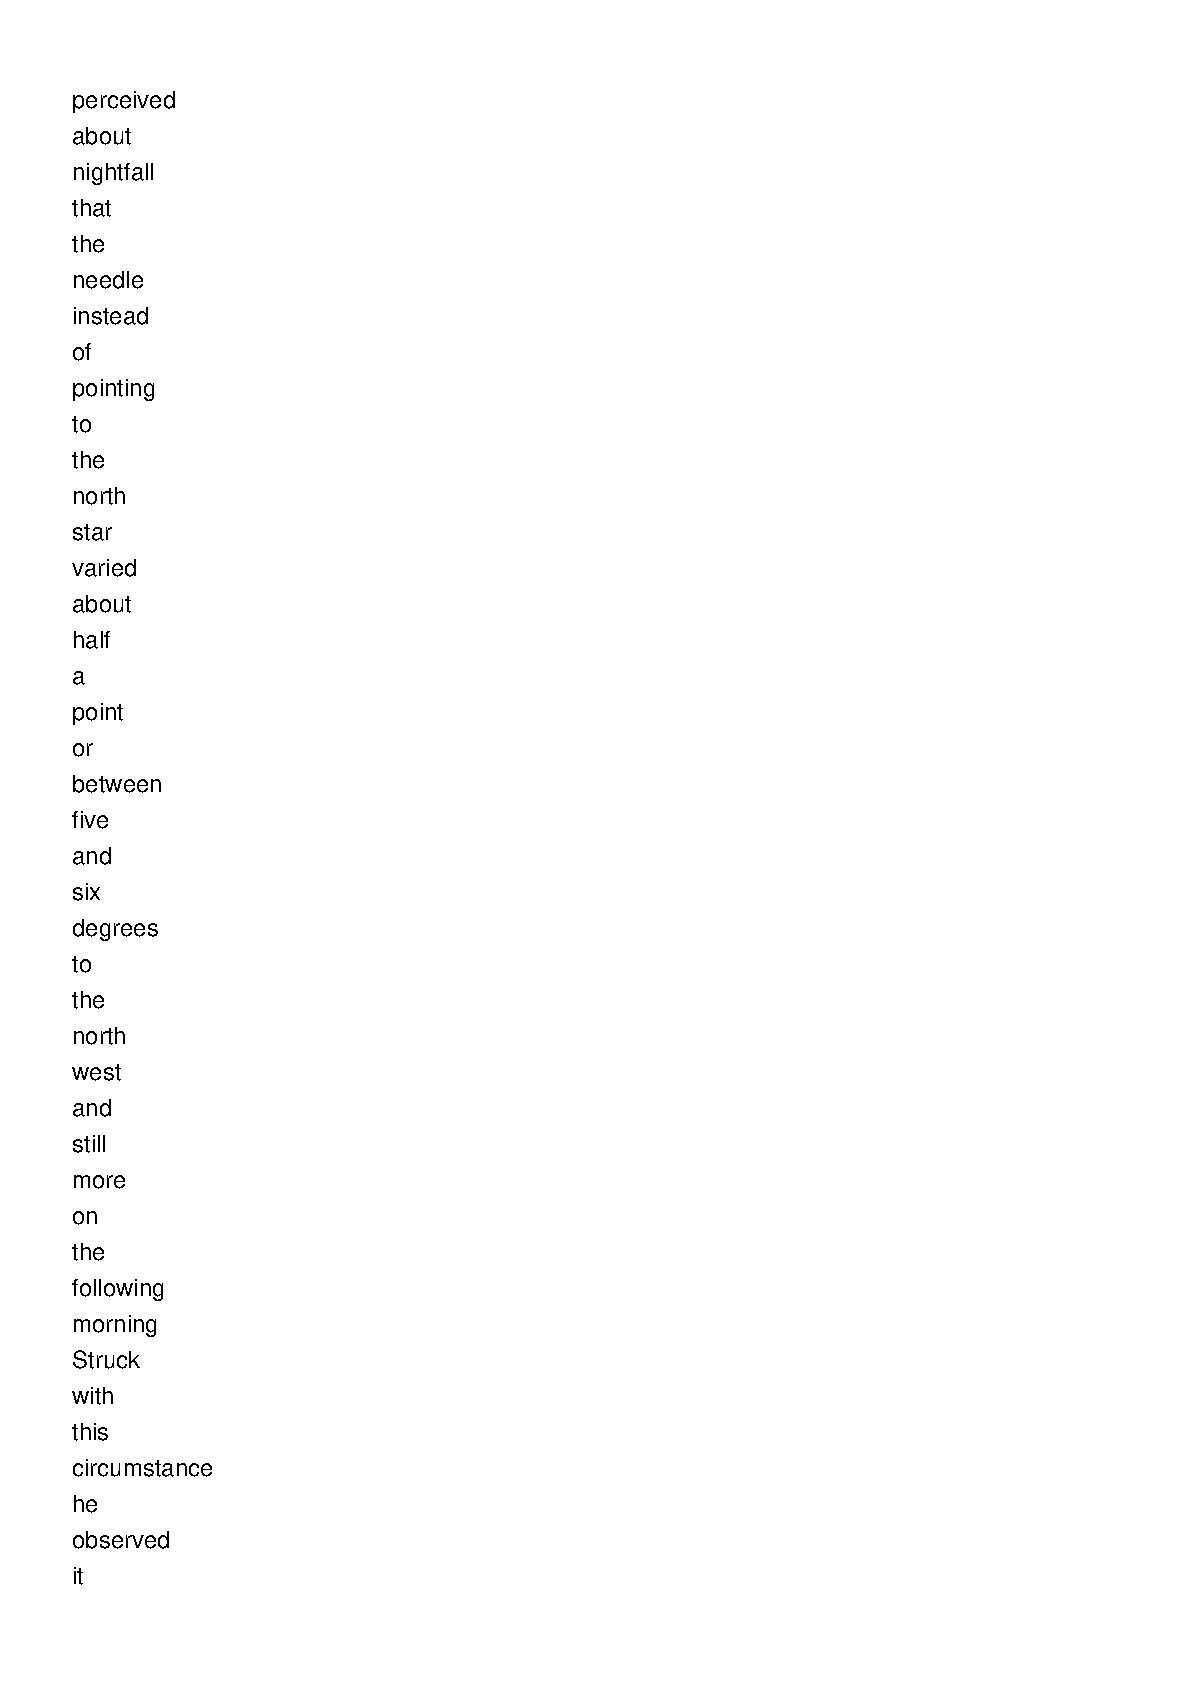 perceived
about
nightfall
that
the
needle
instead
of
pointing
to
the
north
star
varied
about
half
a
point
or
between
five
and
six
degrees
to
the
north
west
and
still
more
on
the
following
morning
Struck
with
this
circumstance
he
observed
it